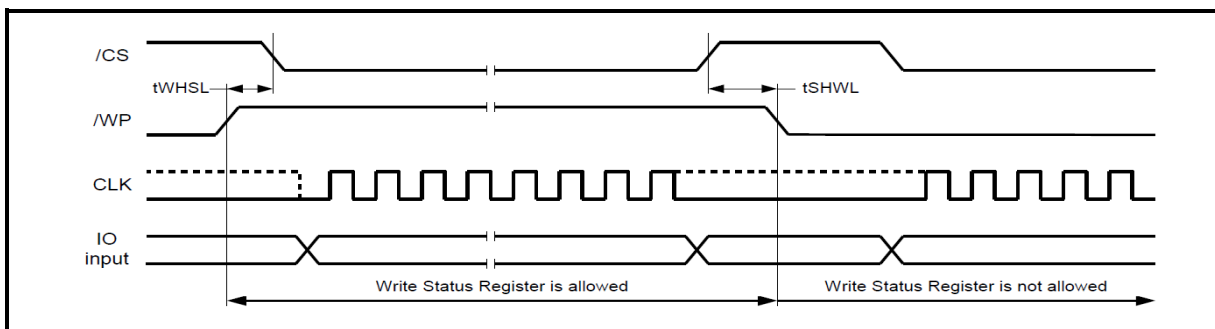 /CS
tWHSL
tSHWL
/WP
CLK
IO
input
Write Status Register is allowed
Write Status Register is not allowed